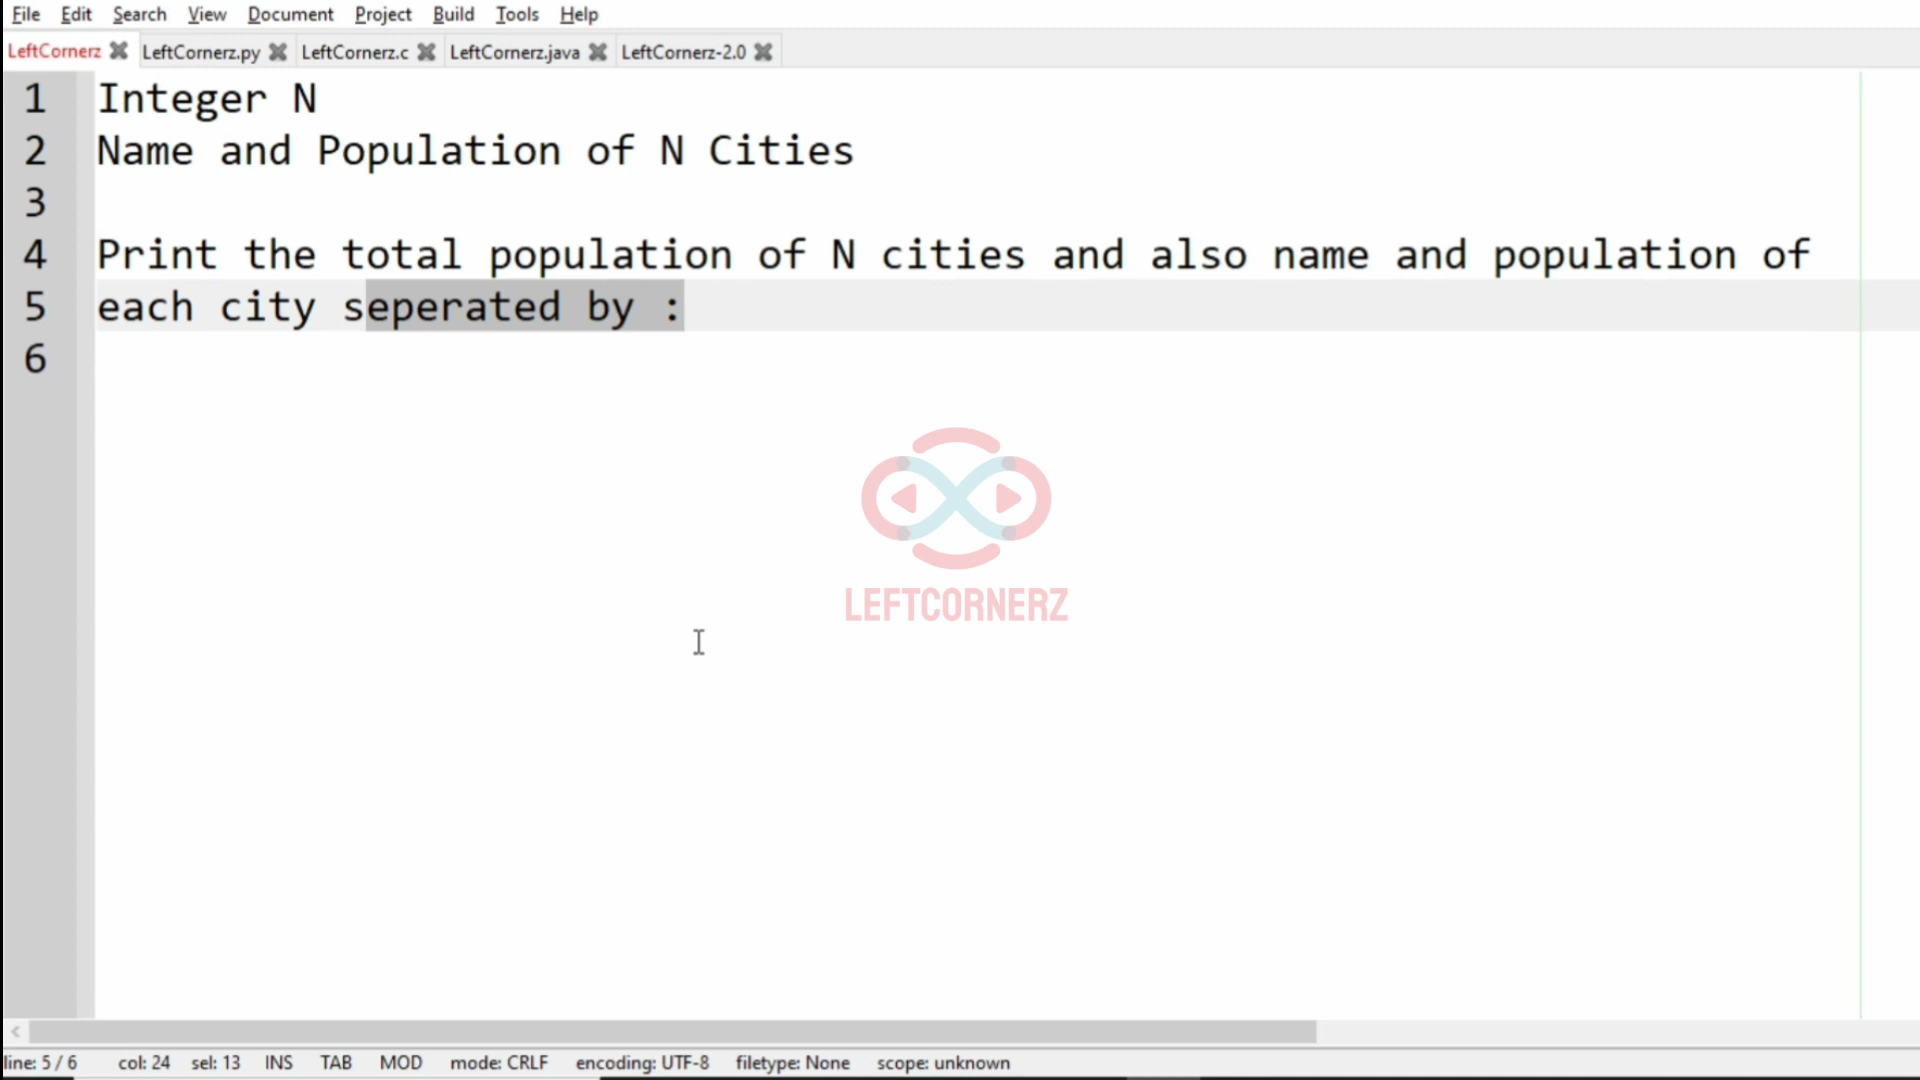 File Edit Search View Document Project Build Tools Help
LeftCornerz LeftCornerz.py LeftCornerz.c LeftCornerz.java LeftCornerz-2.0
1 Integer N
2 Name and Population of N Cities
3
4 Print the total population of N cities and also name and population of
5 each city seperated by :
6
LEFTCORNERZ
line: 5 / 6 col: 24 sel: 13 INS TAB MOD mode: CRLF encoding: UTF-8 filetype: None scope: unknown